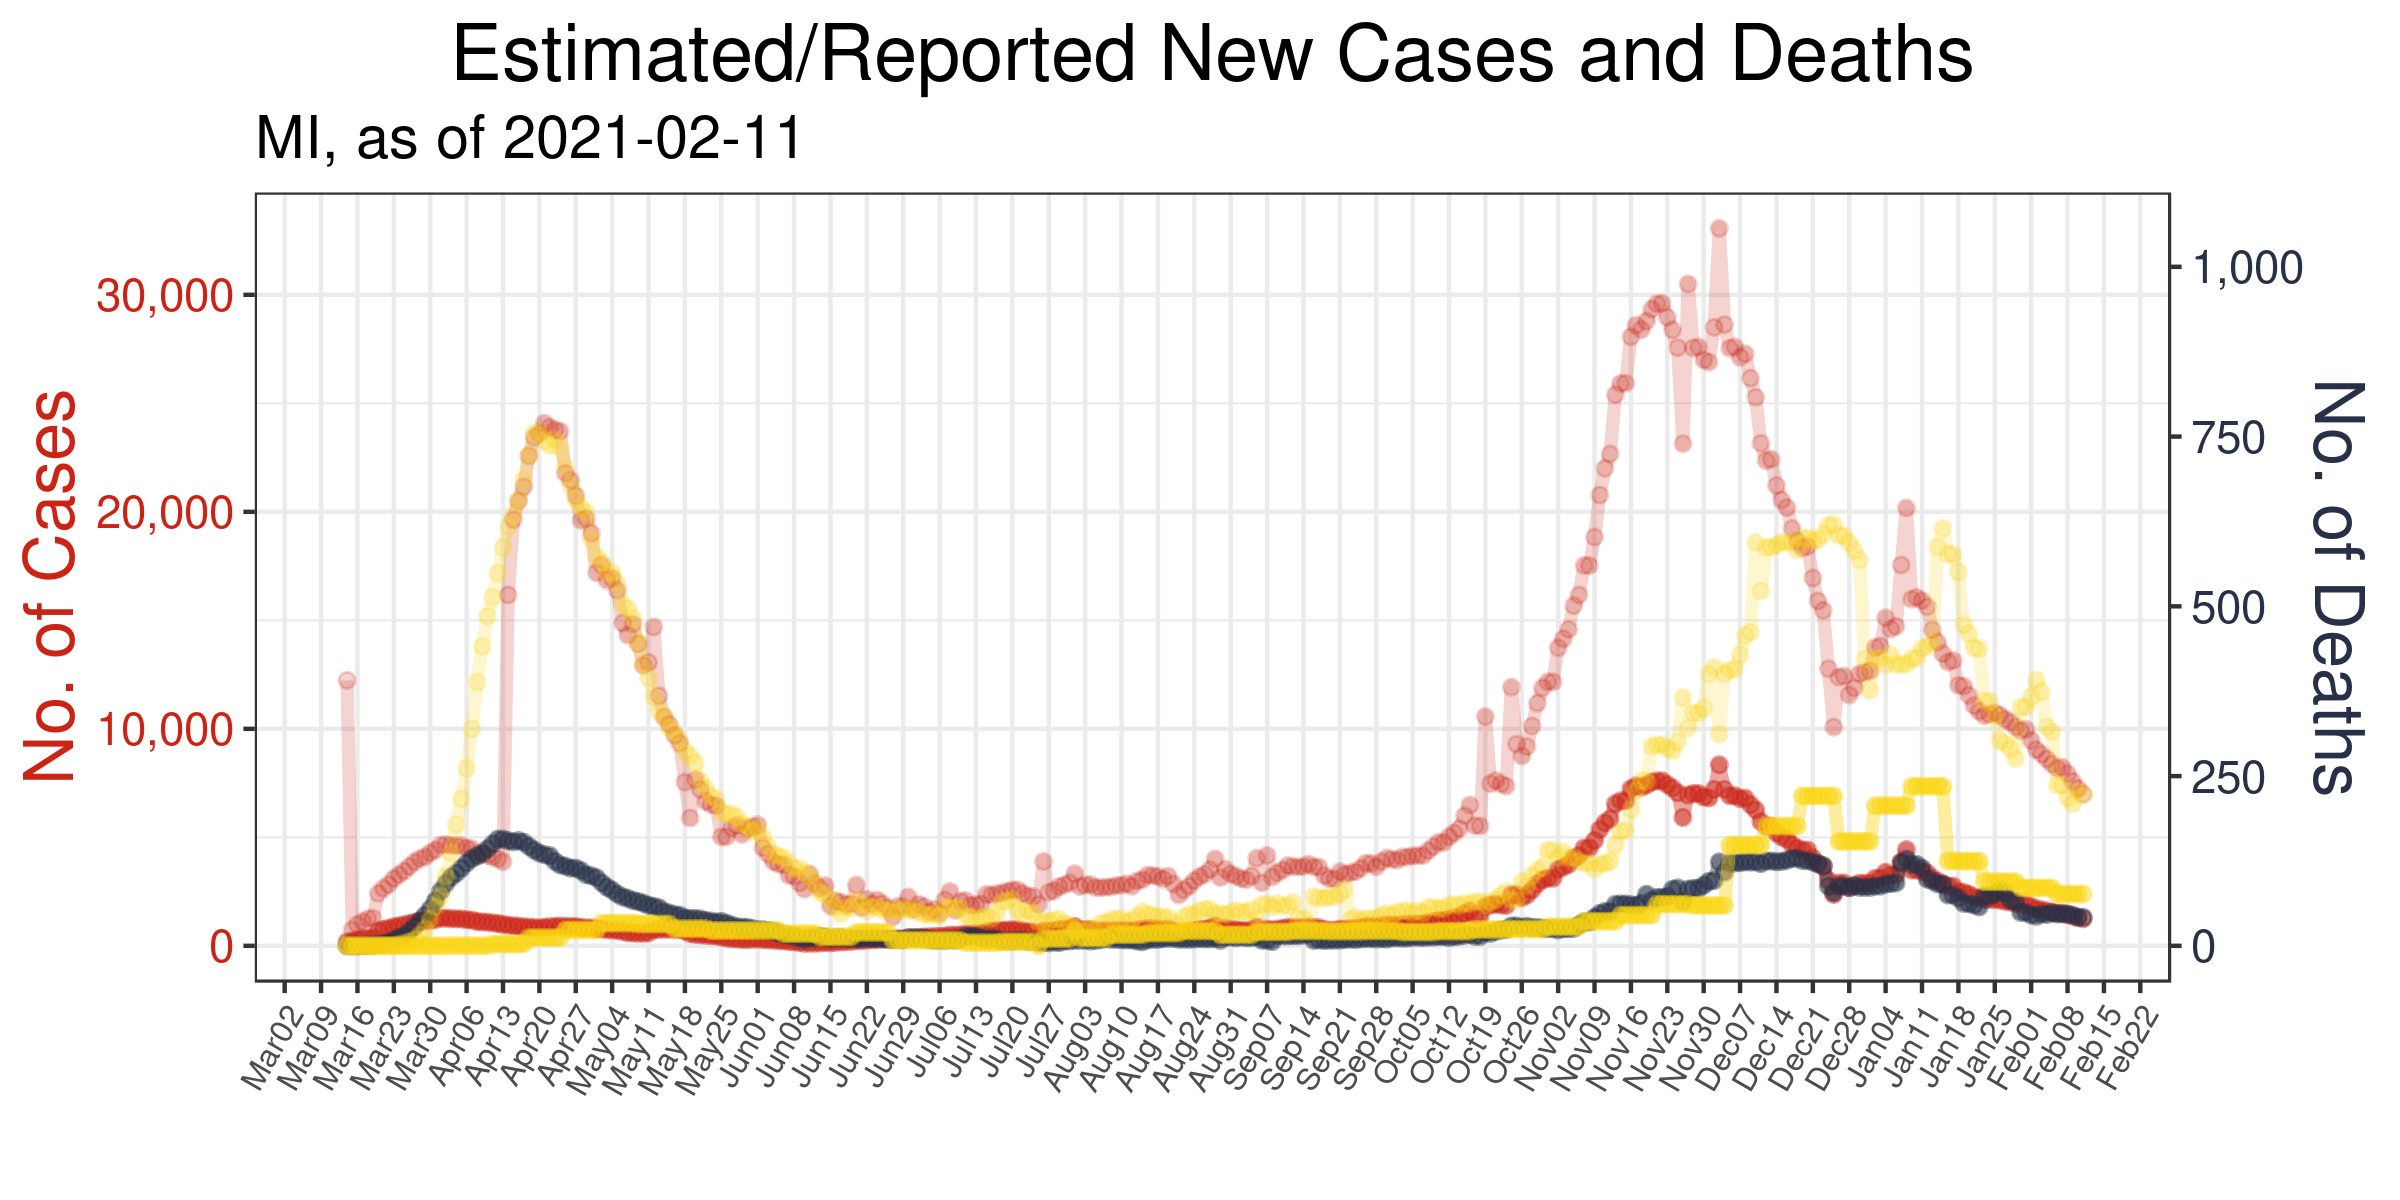 Estimated/Reported New Cases and Deaths
MI, as of 2021-02-11
No. of Cases
30,000
20,000
10,000
0
1,000
750
500
250
0
No. of Deaths
Mar02
Mar09
Mar16
Mar23
Mar30
Apr06
Apr13
Apr20
Apr27
May04
May11
May18
May25
Jun01
Jun08
Jun15
Jun22
Jun29
Jul06
Jul13
Jul20
Jul27
Aug03
Aug10
Aug17
Aug24
Aug31
Sep07
Sep14
Sep21
Sep28
Oct05
Oct12
Oct19
Oct26
Nov02
Nov09
Nov16
Nov23
Nov30
Dec07
Dec14
Dec21
Dec28
Jan04
Jan11
Jan18
Jan25
Feb01
Feb08
Feb15
Feb22